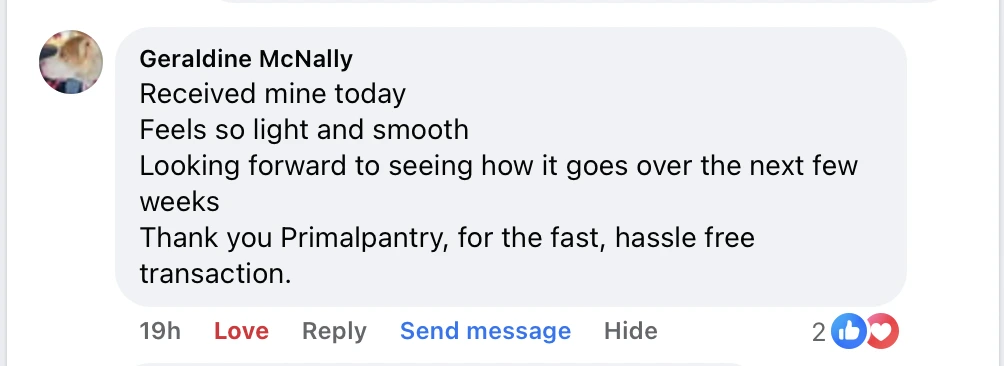 Geraldine McNally
Received mine today
Feels so light and smooth
Looking forward to seeing how it goes over the next few
weeks
Thank you Primalpantry, for the fast, hassle free
transaction.
19h Love Reply Send message Hide 2